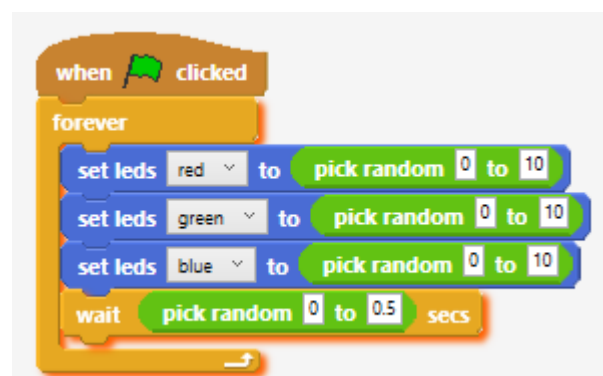 when clicked
forever
set leds red to pick random 0 to 10
set leds green to pick random 0 to 10
set leds blue to pick random 0 to 10
wait pick random 0 to 0.5 secs